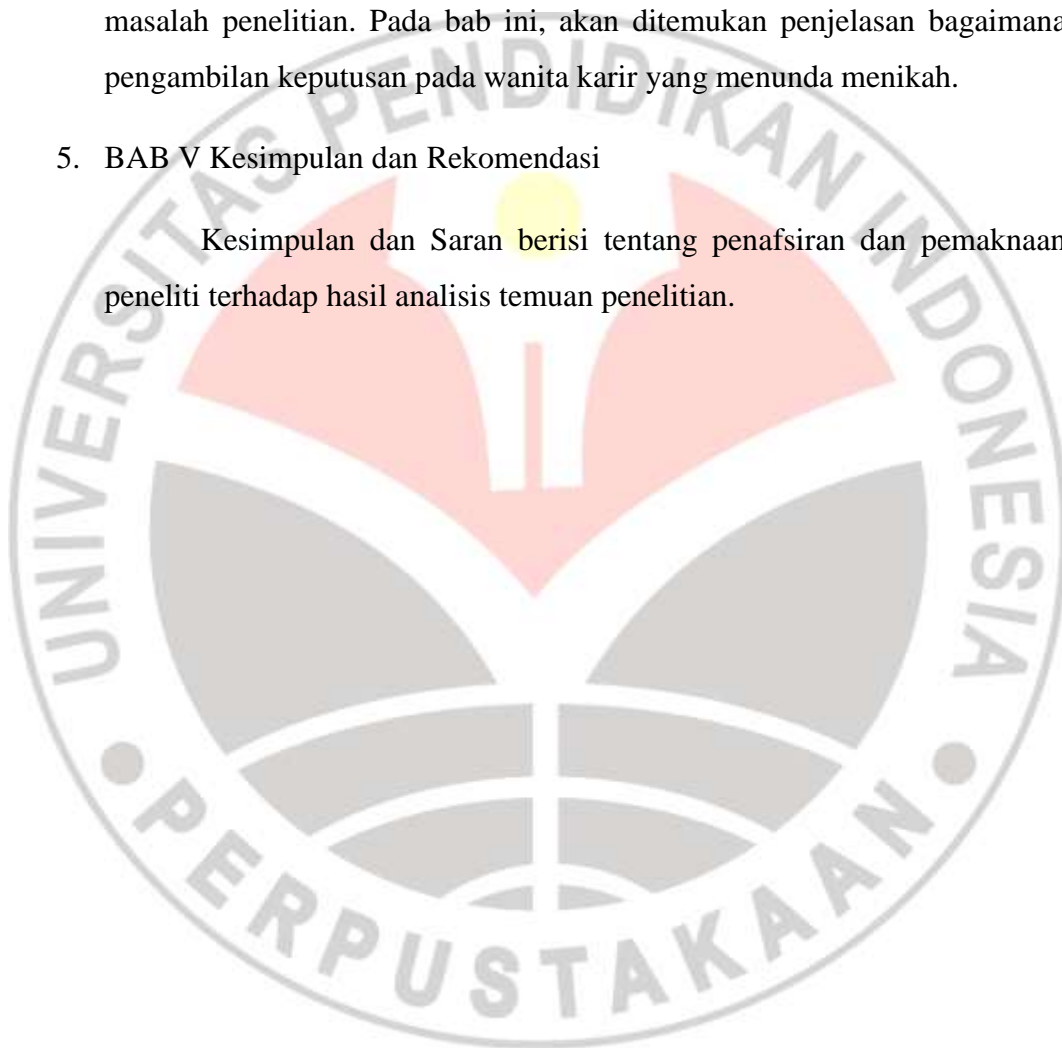 masalah penelitian. Pada bab ini, akan ditemukan penjelasan bagaimana
pengambilan keputusan pada wanita karir yang menunda menikah.
5. BAB V Kesimpulan dan Rekomendasi
Kesimpulan dan Saran berisi tentang penafsiran dan pemaknaan
peneliti terhadap hasil analisis temuan penelitian.
UNIVERSITAS PENDIDIKAN INDONESIA
PERPUSTAKAAN